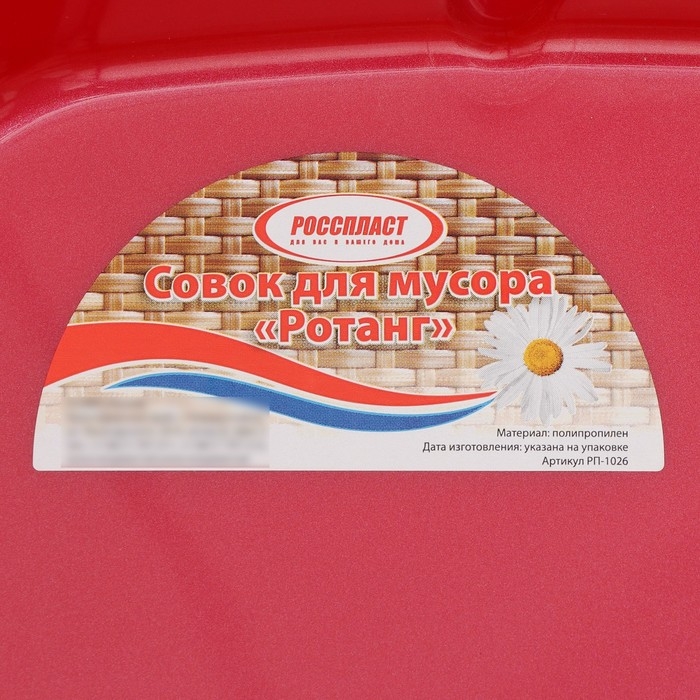 РОССПЛАСТ
ДЛЯ ВАС И ВАШЕГО ДОМА
Совок для мусора
«Ротанг»
Материал: полипропилен
Дата изготовления: указана на упаковке
Артикул РП-1026